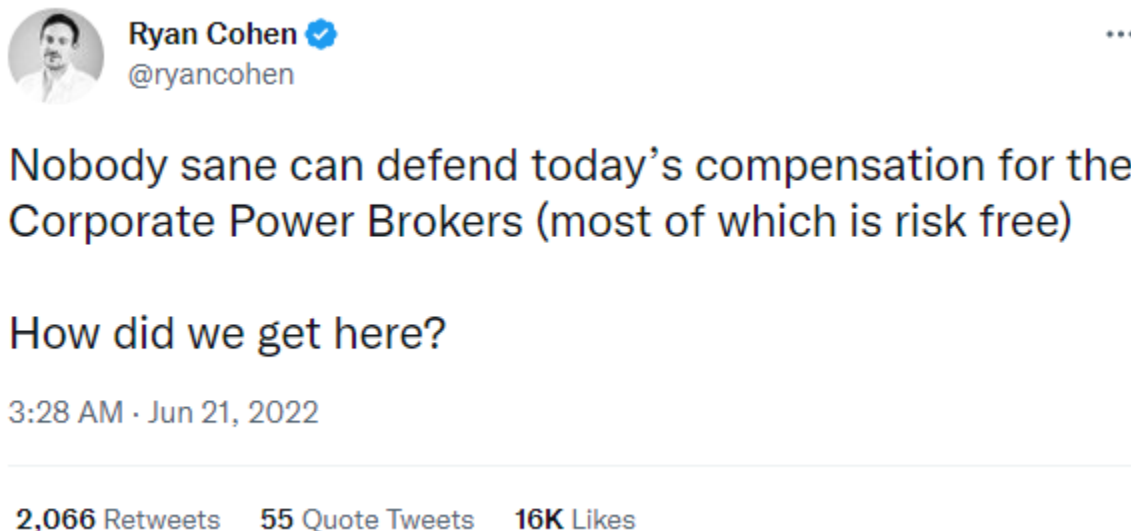 Ryan Cohen
@ryancohen
Nobody sane can defend today’s compensation for the
Corporate Power Brokers (most of which is risk free)
How did we get here?
3:28 AM · Jun 21, 2022
2,066 Retweets 55 Quote Tweets 16K Likes